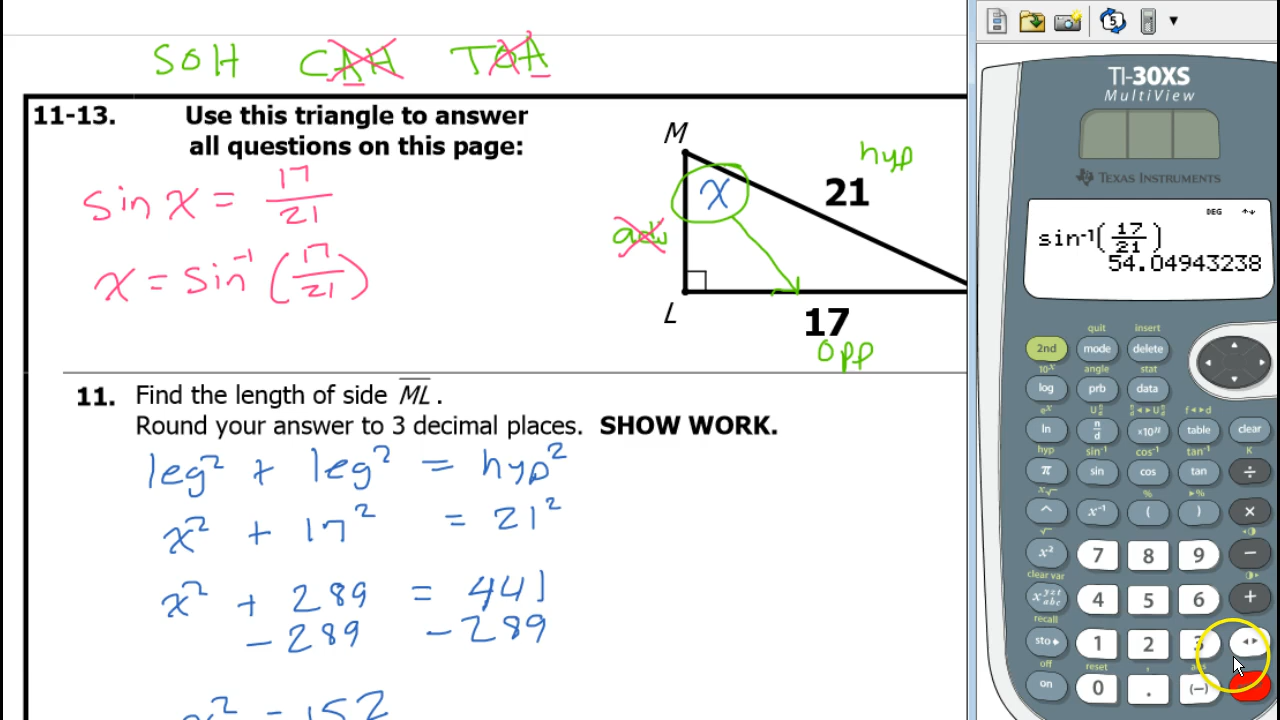 SOH CAH TOA
11-13. Use this triangle to answer
all questions on this page:
sin x = 17/21
x = sin⁻¹ (17/21)
M
hyp
x
21
adj
L
17
opp
11. Find the length of side ML.
Round your answer to 3 decimal places. SHOW WORK.
leg² + leg² = hyp²
x² + 17² = 21²
x² + 289 = 441
- 289 - 289
x² = 152
TI-30XS
MultiView
TEXAS INSTRUMENTS
DEG
sin⁻¹(17/21)
54.04943238
quit insert
2nd mode delete
10ˣ angle stat
log prb data
eˣ f◄►d
ln n/d ×10ⁿ table clear
hyp sin⁻¹ cos⁻¹ tan⁻¹ K
π sin cos tan ÷
ˣ√ % ►%
^ x⁻¹ ( ) ×
√
x² 7 8 9 −
clear var
x yzt abc 4 5 6 +
recall
sto► 1 2 3 ◄►
off reset , ans
on 0 . (−)